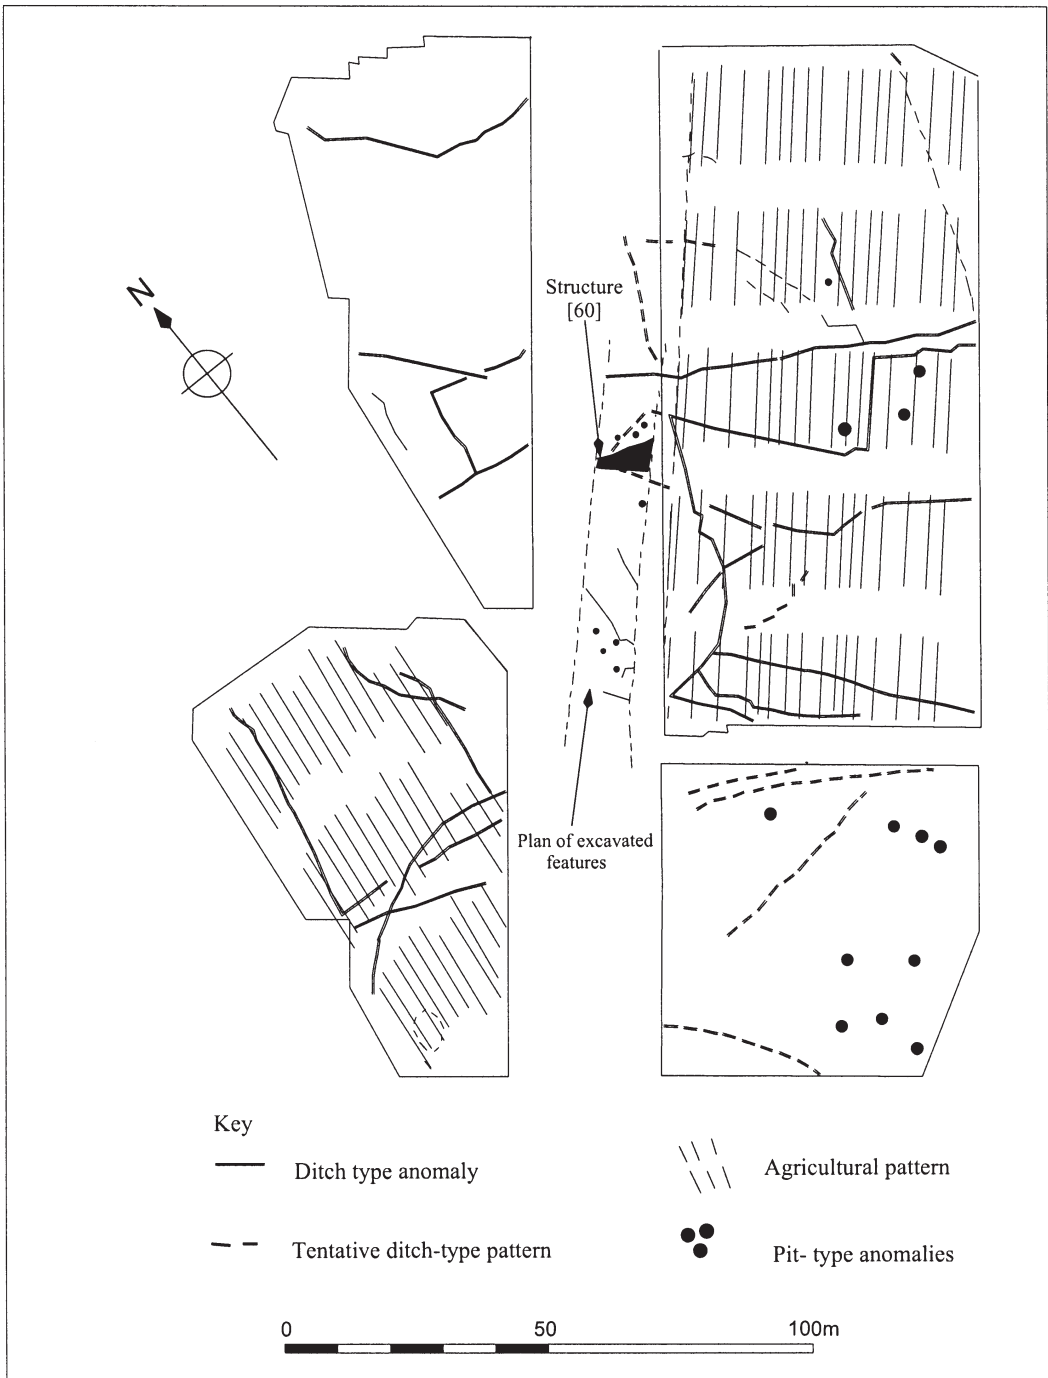 N
Structure
[60]
Plan of excavated
features
Key
Ditch type anomaly
Agricultural pattern
Tentative ditch-type pattern
Pit- type anomalies
0 50 100m